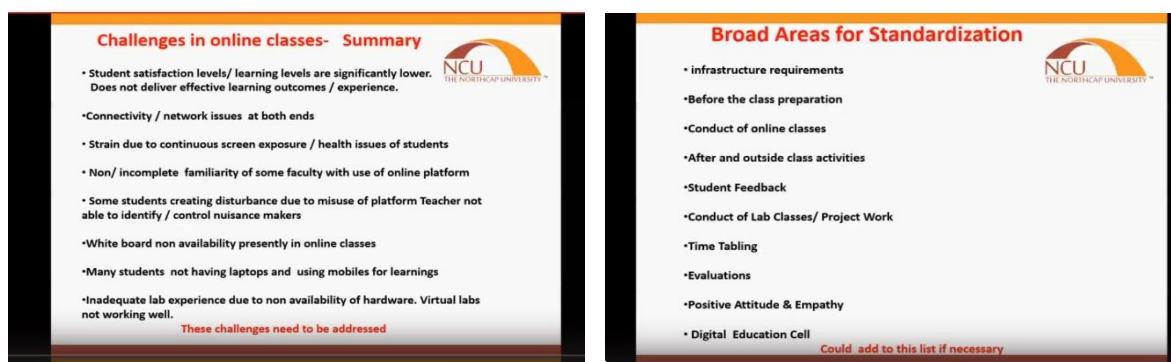 Challenges in online classes- Summary
NCU
THE NORTHCAP UNIVERSITY
• Student satisfaction levels/ learning levels are significantly lower.
Does not deliver effective learning outcomes / experience.
•Connectivity / network issues at both ends
• Strain due to continuous screen exposure / health issues of students
• Non/ incomplete familiarity of some faculty with use of online platform
• Some students creating disturbance due to misuse of platform Teacher not
able to identify / control nuisance makers
•White board non availability presently in online classes
•Many students not having laptops and using mobiles for learnings
•Inadequate lab experience due to non availability of hardware. Virtual labs
not working well.
These challenges need to be addressed
Broad Areas for Standardization
NCU
THE NORTHCAP UNIVERSITY
• infrastructure requirements
•Before the class preparation
•Conduct of online classes
•After and outside class activities
•Student Feedback
•Conduct of Lab Classes/ Project Work
•Time Tabling
•Evaluations
•Positive Attitude & Empathy
• Digital Education Cell
Could add to this list if necessary